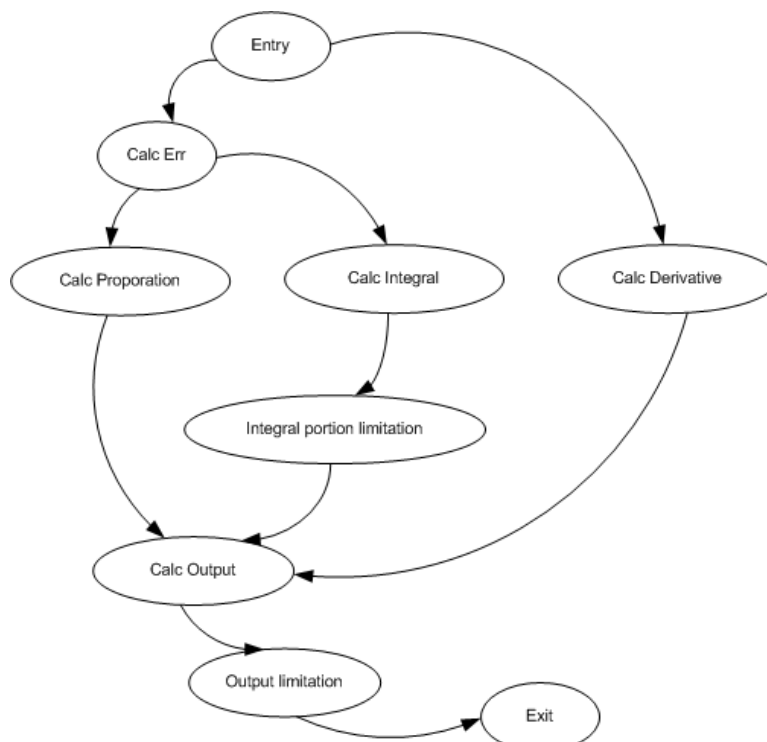 Entry
Calc Err
Calc Proporation
Calc Integral
Calc Derivative
Integral portion limitation
Calc Output
Output limitation
Exit